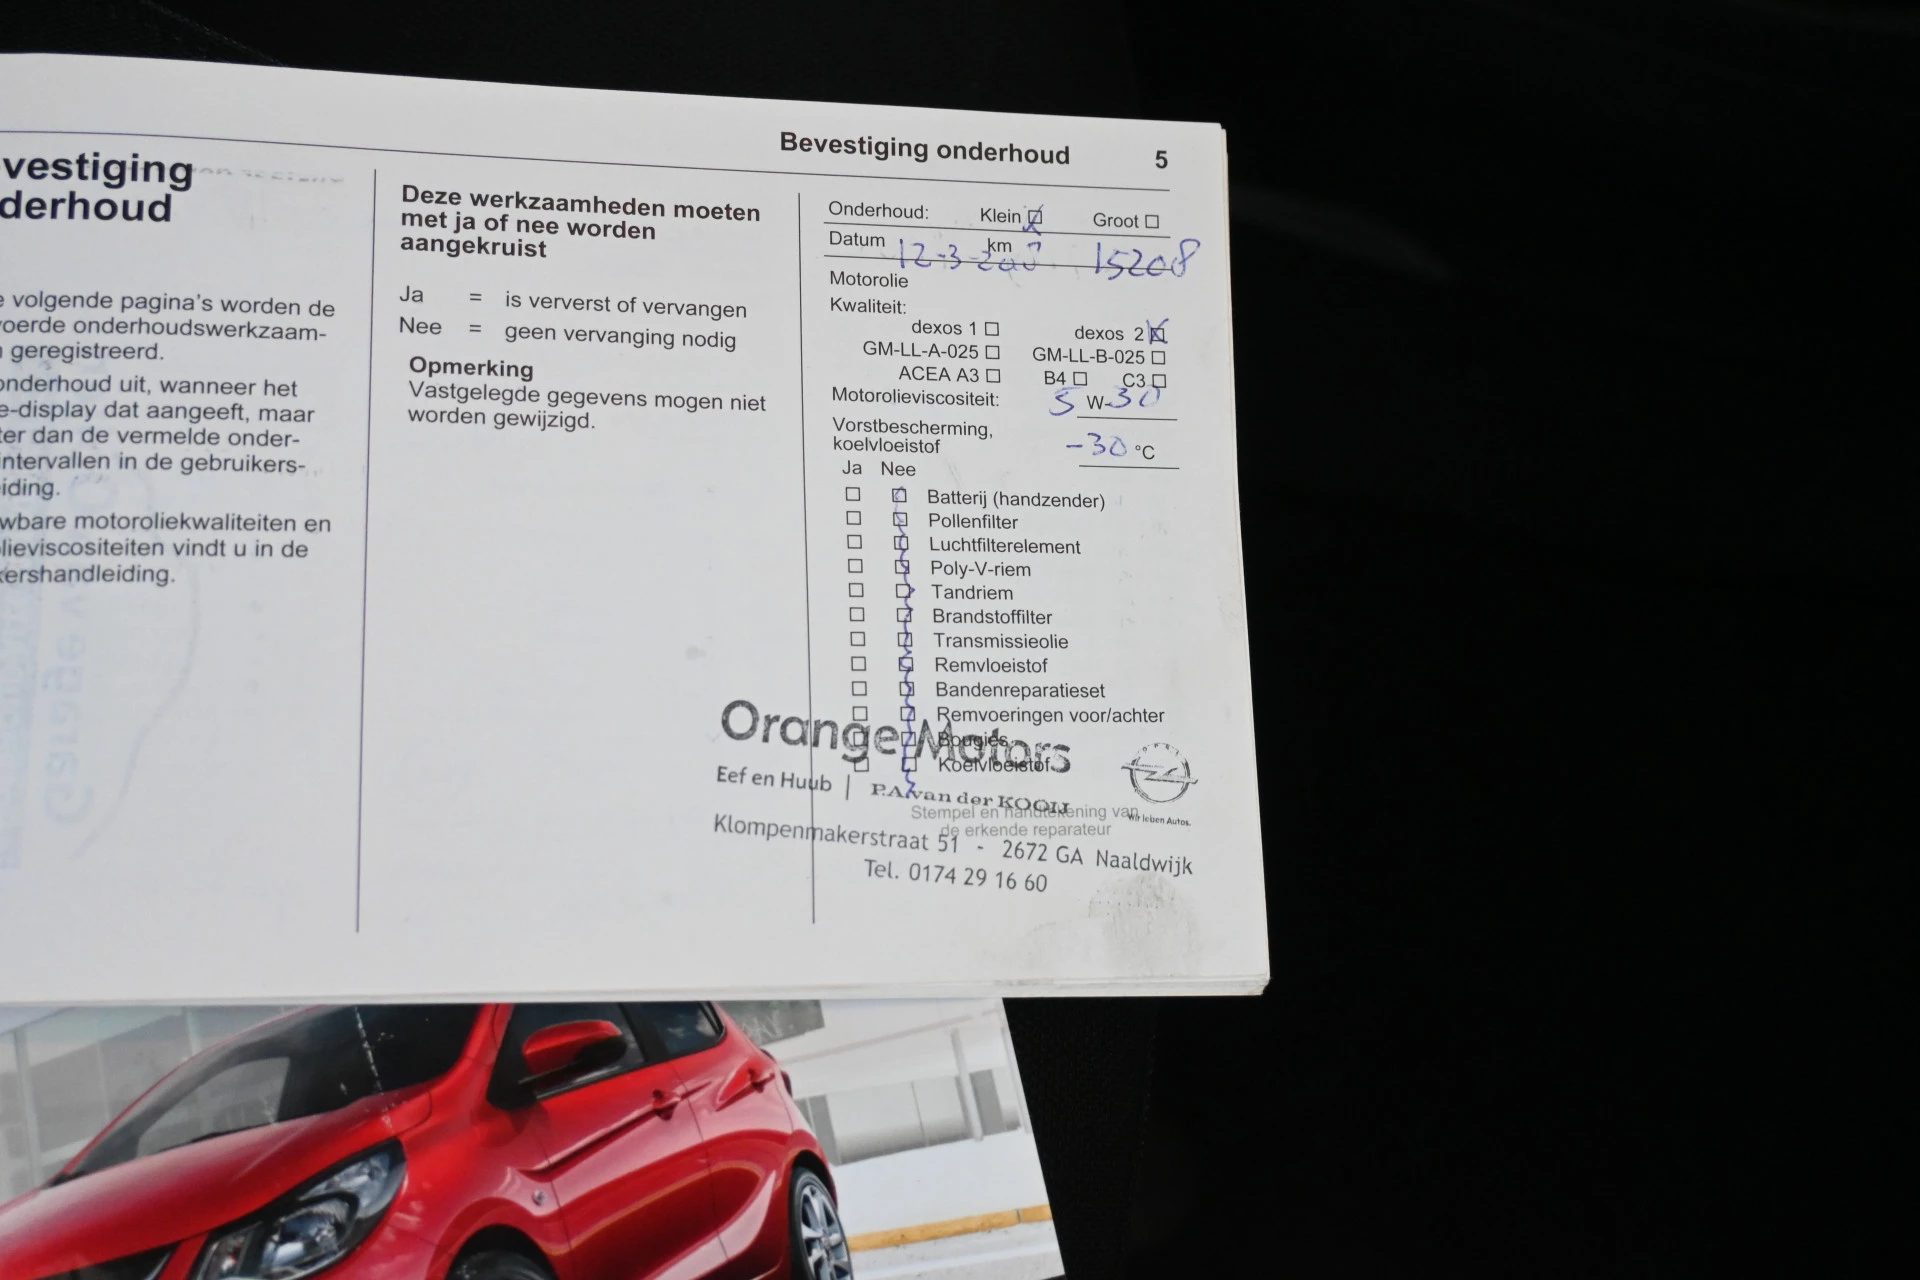 Bevestiging onderhoud 5
vestiging
derhoud
volgende pagina's worden de
voerde onderhoudswerkzaam-
geregistreerd.
onderhoud uit, wanneer het
e-display dat aangeeft, maar
ter dan de vermelde onder-
intervallen in de gebruikers-
iding.
wbare motoroliekwaliteiten en
lieviscositeiten vindt u in de
kershandleiding.
Deze werkzaamheden moeten
met ja of nee worden
aangekruist
Ja = is ververst of vervangen
Nee = geen vervanging nodig
Opmerking
Vastgelegde gegevens mogen niet
worden gewijzigd.
Onderhoud: Klein Groot
Datum 12-3 km 15208
Motorolie
Kwaliteit:
dexos 1 dexos 2
GM-LL-A-025 GM-LL-B-025
ACEA A3 B4 C3
Motorolieviscositeit: 5 W-30
Vorstbescherming,
koelvloeistof -30 °C
Ja Nee
Batterij (handzender)
Pollenfilter
Luchtfilterelement
Poly-V-riem
Tandriem
Brandstoffilter
Transmissieolie
Remvloeistof
Bandenreparatieset
Remvoeringen voor/achter
Bougies
Koelvloeistof
Stempel en handtekening van
de erkende reparateur
Orange Motors
Eef en Huub | P.A. van der KOOIJ
OPEL
Wir leben Autos.
Klompenmakerstraat 51 - 2672 GA Naaldwijk
Tel. 0174 29 16 60